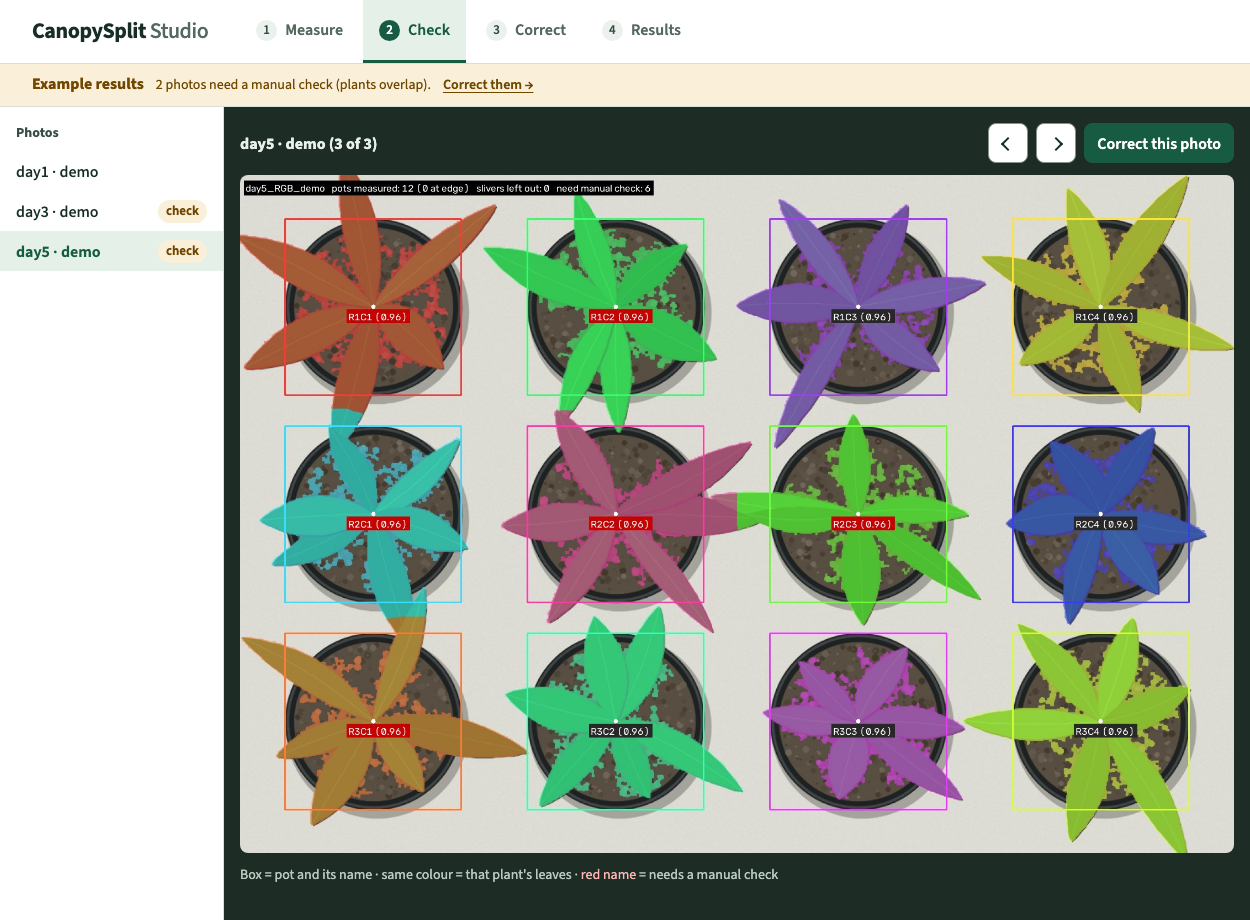 CanopySplit Studio
1 Measure
2 Check
3 Correct
4 Results
Example results 2 photos need a manual check (plants overlap). Correct them →
Photos
day1 · demo
day3 · demo check
day5 · demo check
day5 · demo (3 of 3)
Correct this photo
day5_RGB_demo pots measured: 12 (0 at edge) slivers left out: 0 need manual check: 6
R1C1 (0.96)
R1C2 (0.96)
R1C3 (0.96)
R1C4 (0.96)
R2C1 (0.96)
R2C2 (0.96)
R2C3 (0.96)
R2C4 (0.96)
R3C1 (0.96)
R3C2 (0.96)
R3C3 (0.96)
R3C4 (0.96)
Box = pot and its name · same colour = that plant's leaves · red name = needs a manual check